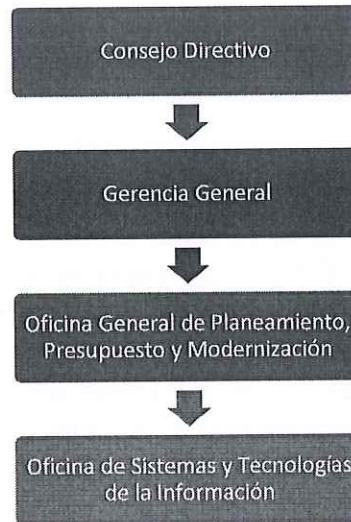 Consejo Directivo
Gerencia General
Oficina General de Planeamiento,
Presupuesto y Modernización
Oficina de Sistemas y Tecnologías
de la Información